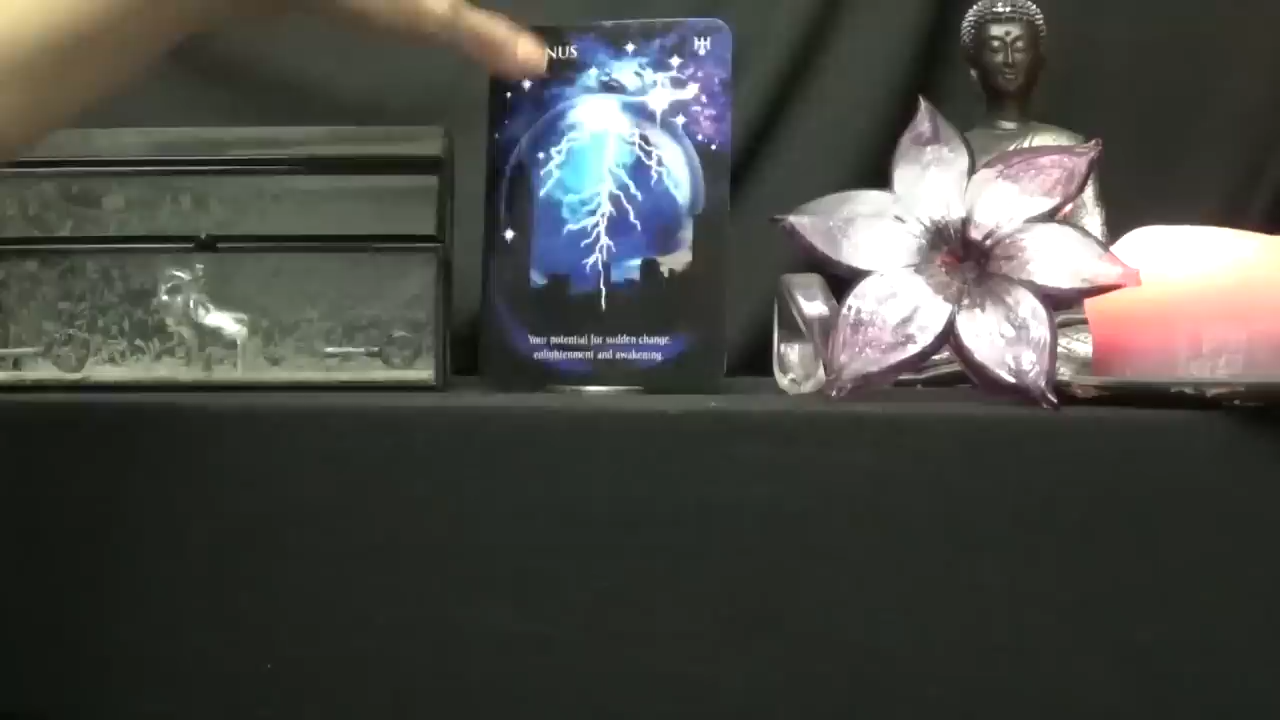 NUS
Your potential for sudden change,
enlightenment and awakening.